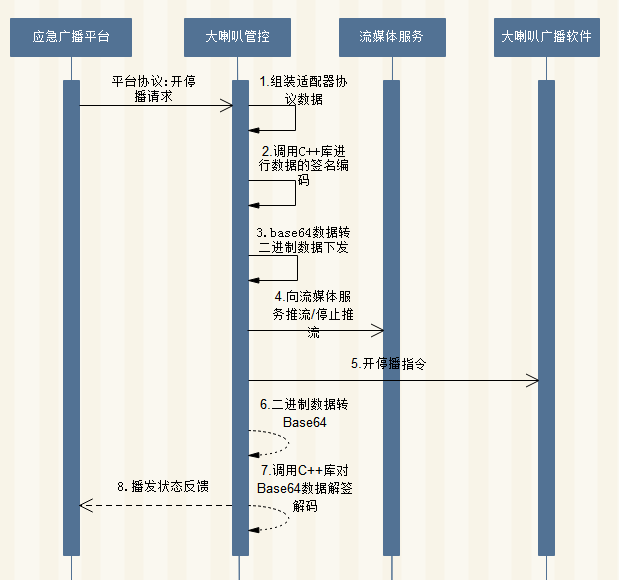 应急广播平台
大喇叭管控
流媒体服务
大喇叭广播软件
平台协议:开停
播请求
1.组装适配器协
议数据
2.调用C++库进
行数据的签名编
码
3.base64数据转
二进制数据下发
4.向流媒体服
务推流/停止推
流
5.开停播指令
6.二进制数据转
Base64
7.调用C++库对
Base64数据解签
解码
8.播发状态反馈